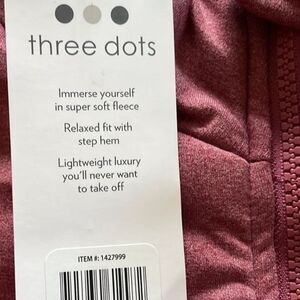 three dots
Immerse yourself
in super soft fleece
Relaxed fit with
step hem
Lightweight luxury
you'll never want
to take off
ITEM #: 1427999